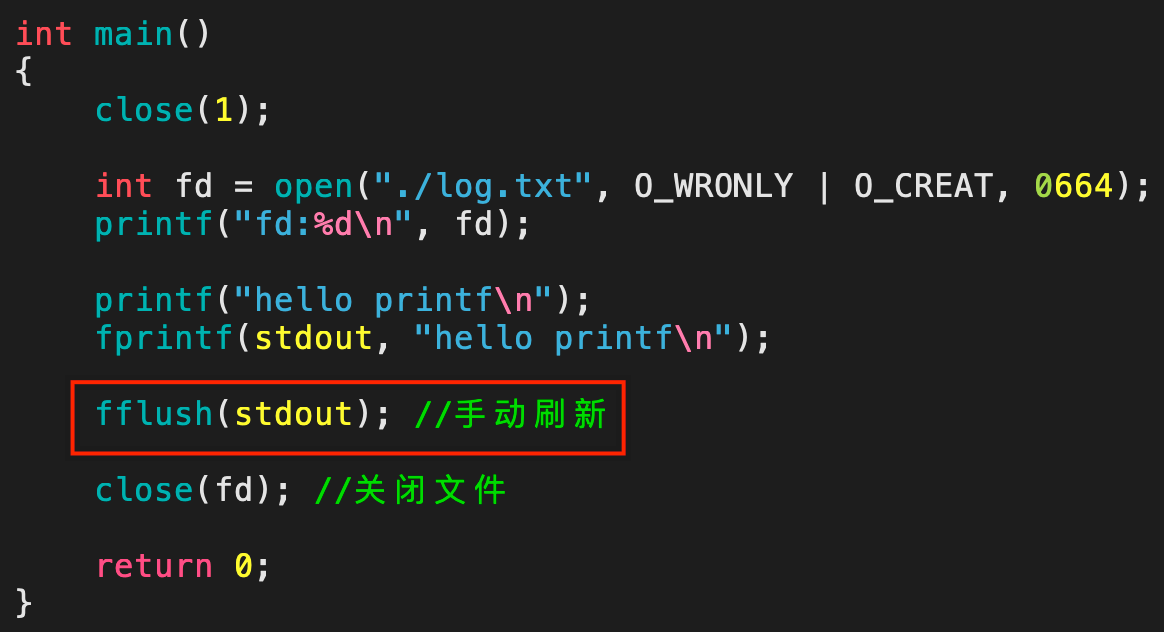 int main()
{
    close(1);
    int fd = open("./log.txt", O_WRONLY | O_CREAT, 0664);
    printf("fd:%d\n", fd);
    printf("hello printf\n");
    fprintf(stdout, "hello printf\n");
    fflush(stdout); //手动刷新
    close(fd); //关闭文件
    return 0;
}